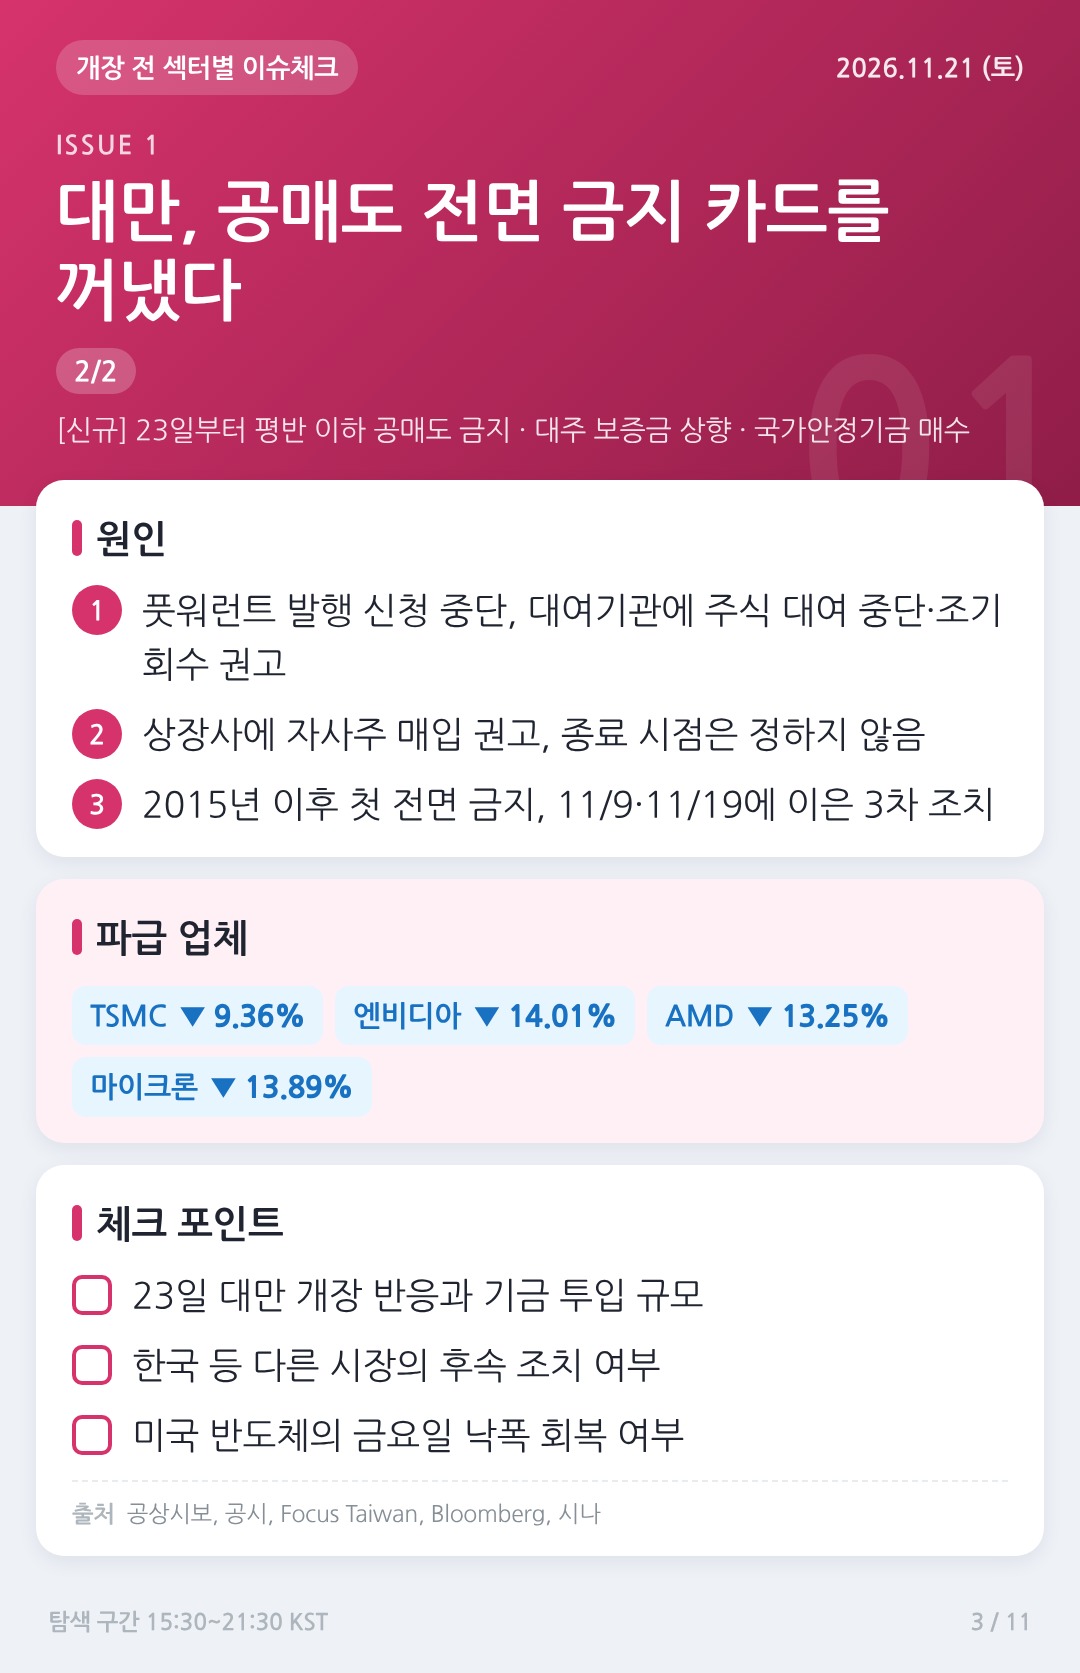 개장 전 섹터별 이슈체크
2026.11.21 (토)
ISSUE 1
대만, 공매도 전면 금지 카드를
꺼냈다
2/2
[신규] 23일부터 평반 이하 공매도 금지 · 대주 보증금 상향 · 국가안정기금 매수
01
원인
1 풋워런트 발행 신청 중단, 대여기관에 주식 대여 중단·조기
회수 권고
2 상장사에 자사주 매입 권고, 종료 시점은 정하지 않음
3 2015년 이후 첫 전면 금지, 11/9·11/19에 이은 3차 조치
파급 업체
TSMC ▼ 9.36% 엔비디아 ▼ 14.01% AMD ▼ 13.25%
마이크론 ▼ 13.89%
체크 포인트
23일 대만 개장 반응과 기금 투입 규모
한국 등 다른 시장의 후속 조치 여부
미국 반도체의 금요일 낙폭 회복 여부
출처 공상시보, 공시, Focus Taiwan, Bloomberg, 시나
탐색 구간 15:30~21:30 KST
3 / 11